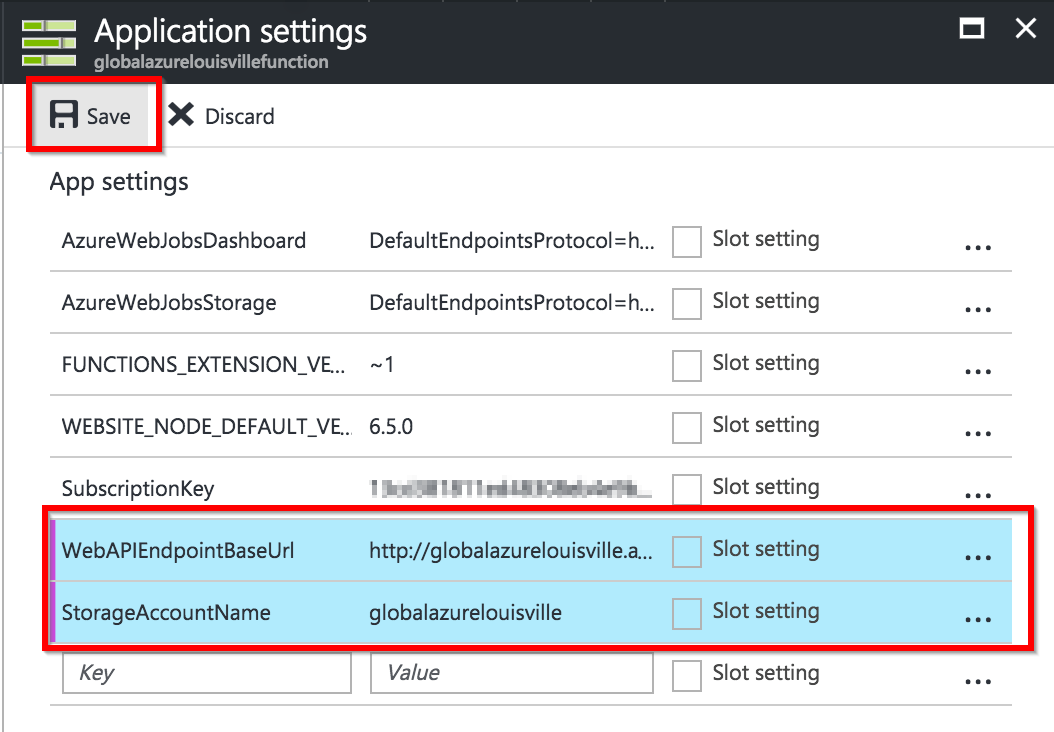 Application settings
globalazurelouisvillefunction
Save Discard
App settings
AzureWebJobsDashboard DefaultEndpointsProtocol=h... Slot setting ...
AzureWebJobsStorage DefaultEndpointsProtocol=h... Slot setting ...
FUNCTIONS_EXTENSION_VE... ~1 Slot setting ...
WEBSITE_NODE_DEFAULT_VE... 6.5.0 Slot setting ...
SubscriptionKey Slot setting ...
WebAPIEndpointBaseUrl http://globalazurelouisville.a... Slot setting ...
StorageAccountName globalazurelouisville Slot setting ...
Key Value Slot setting ...